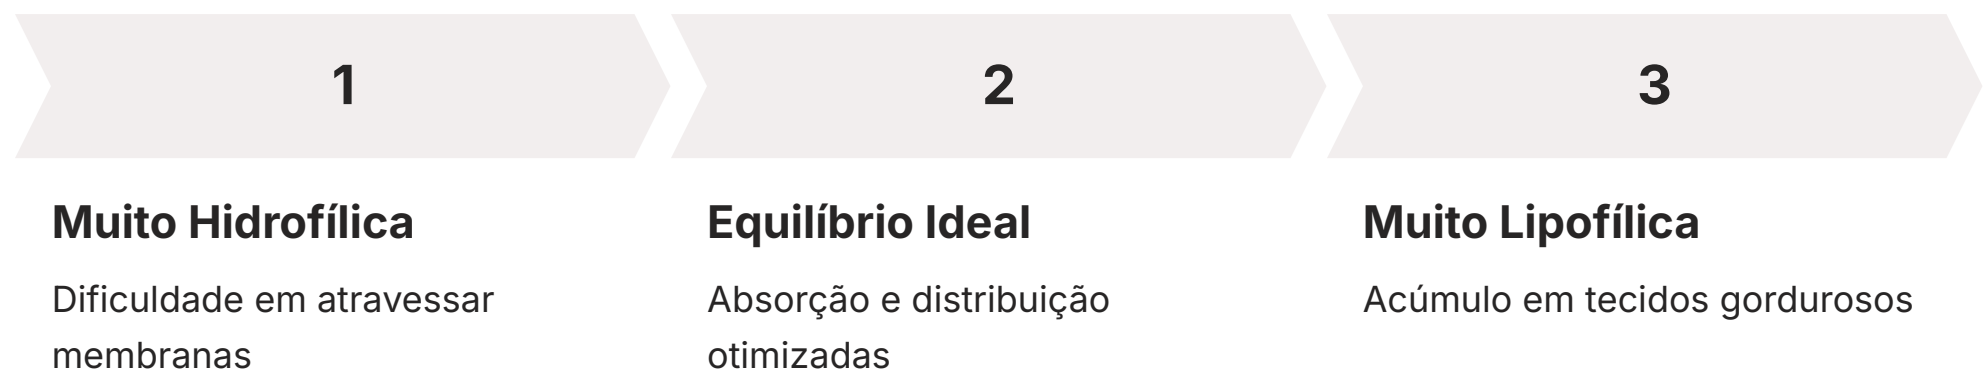 1
Muito Hidrofílica
Dificuldade em atravessar
membranas
2
Equilíbrio Ideal
Absorção e distribuição
otimizadas
3
Muito Lipofílica
Acúmulo em tecidos gordurosos